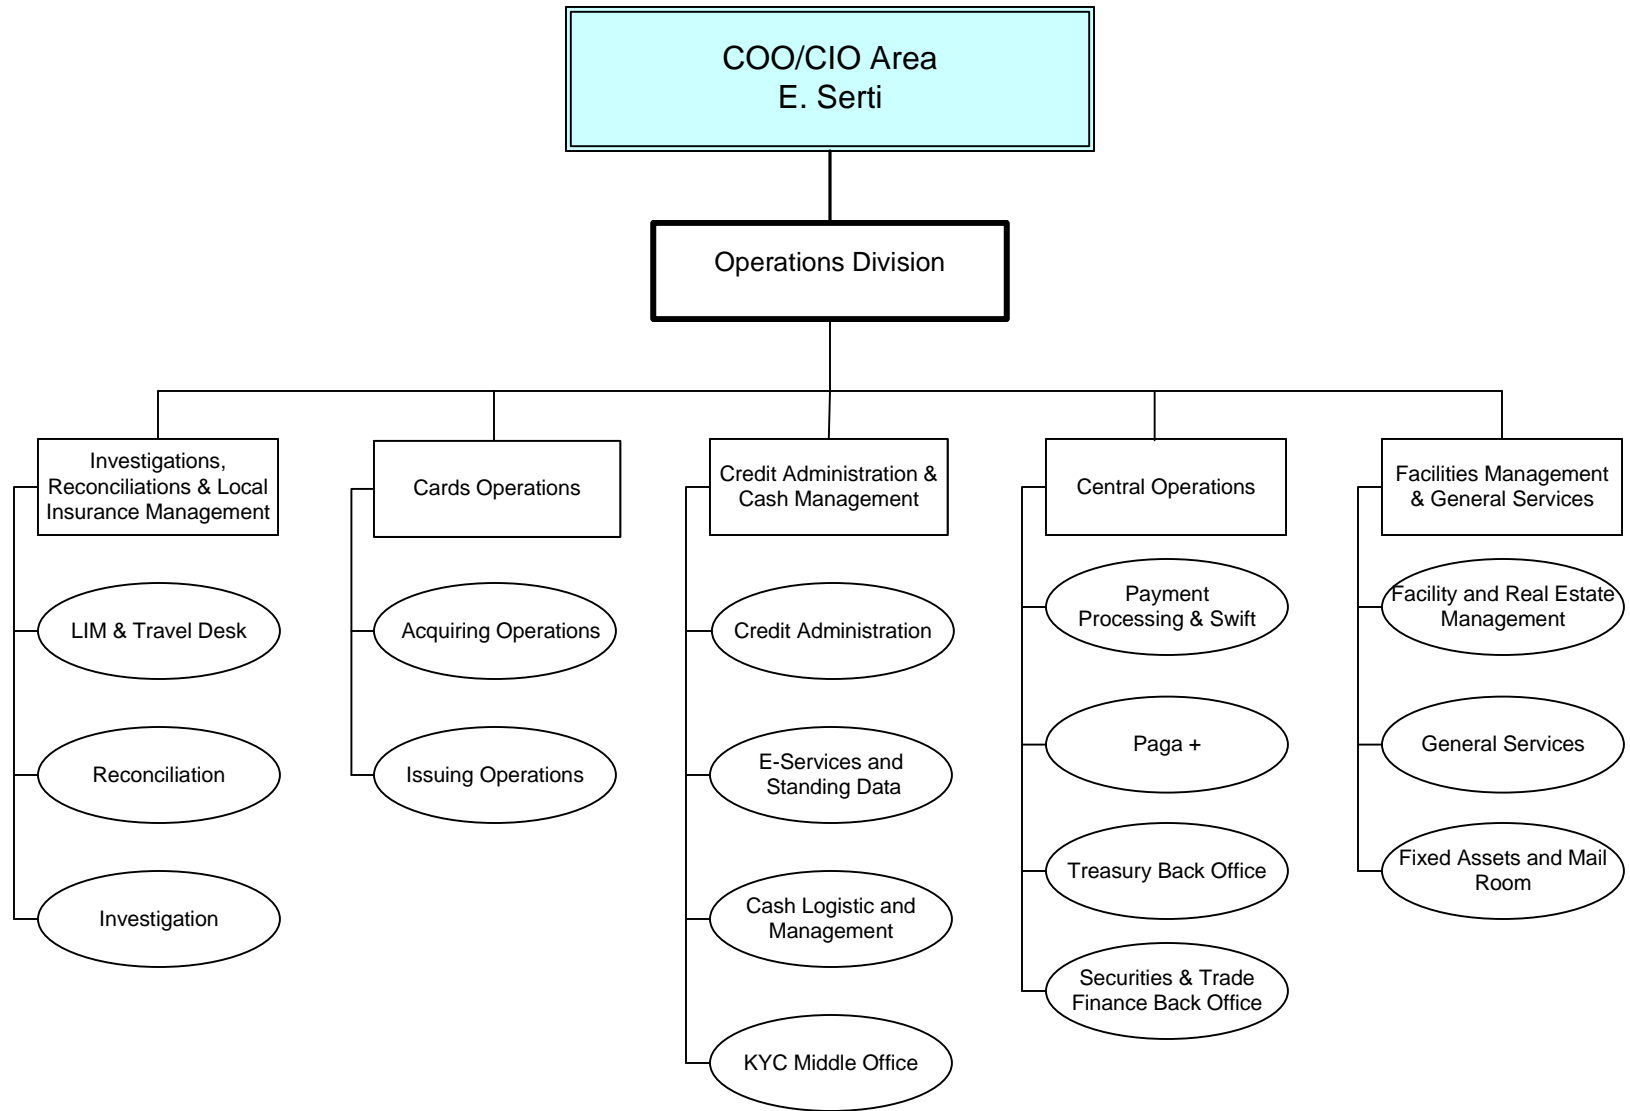 COO/CIO Area
E. Serti
Operations Division
Investigations,
Reconciliations & Local
Insurance Management
LIM & Travel Desk
Reconciliation
Investigation
Cards Operations
Acquiring Operations
Issuing Operations
Credit Administration &
Cash Management
Credit Administration
E-Services and
Standing Data
Cash Logistic and
Management
KYC Middle Office
Central Operations
Payment
Processing & Swift
Paga +
Treasury Back Office
Securities & Trade
Finance Back Office
Facilities Management
& General Services
Facility and Real Estate
Management
General Services
Fixed Assets and Mail
Room